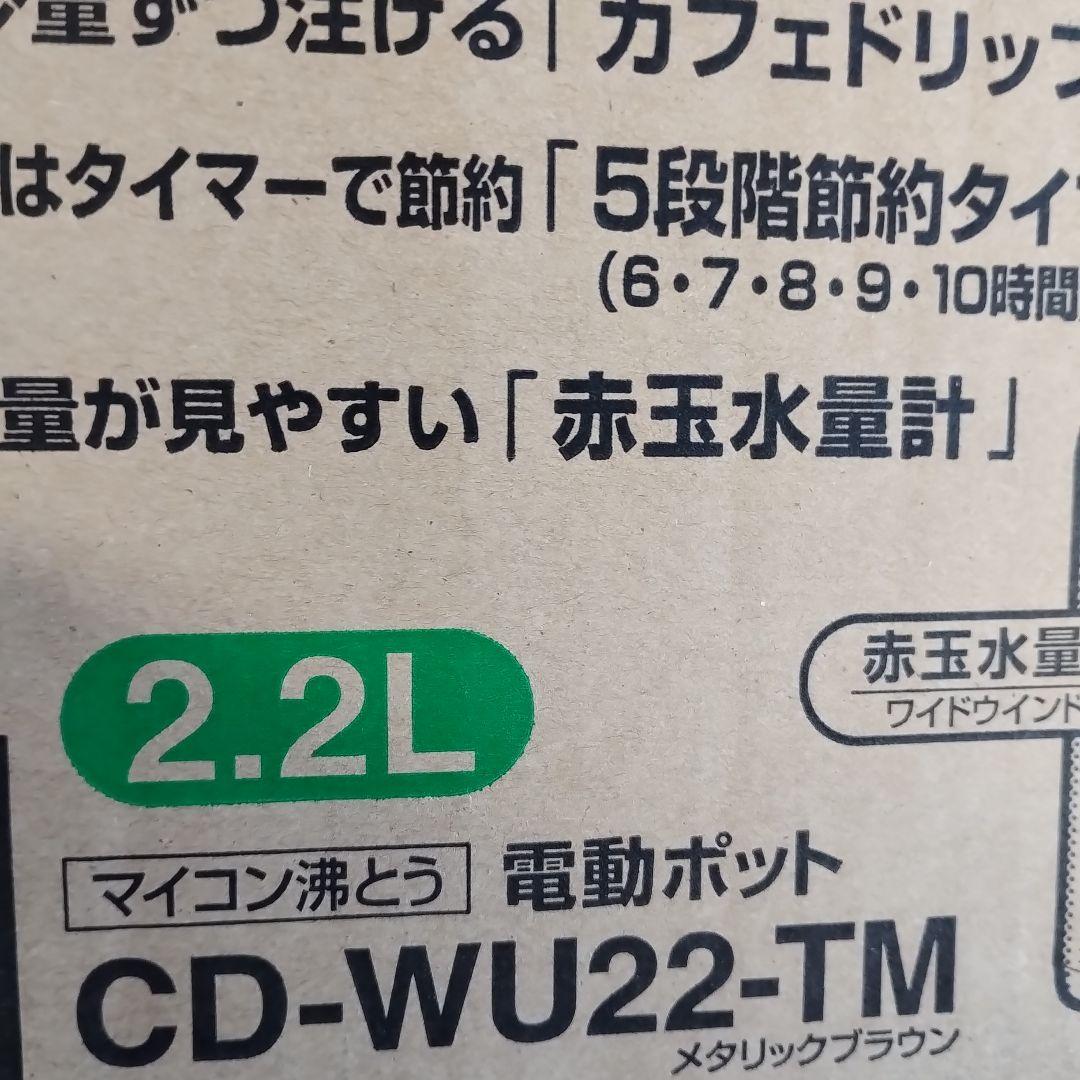 量ずつ注げる「カフェドリップ
はタイマーで節約「5段階節約タイ
(6・7・8・9・10時間
量が見やすい「赤玉水量計」
赤玉水量
ワイドウインド
2.2L
マイコン沸とう 電動ポット
CD-WU22-TM
メタリックブラウン